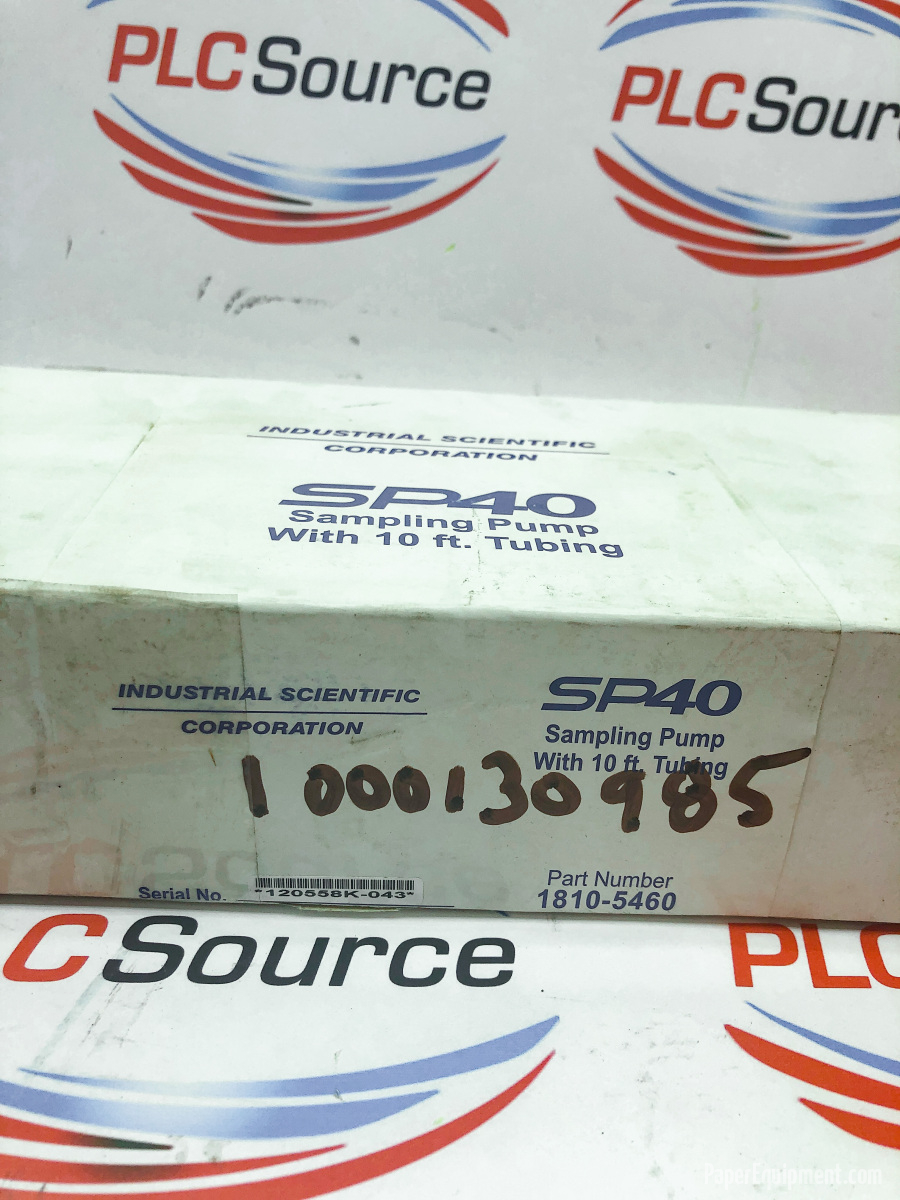 PLC Source
PLC Sour
INDUSTRIAL SCIENTIFIC
CORPORATION
SP40
Sampling Pump
With 10 ft. Tubing
INDUSTRIAL SCIENTIFIC
CORPORATION
SP40
Sampling Pump
With 10 ft. Tubing
1000130985
Serial No. *120558K-043*
Part Number
1810-5460
C Source
PLC
PaperEquipment.com